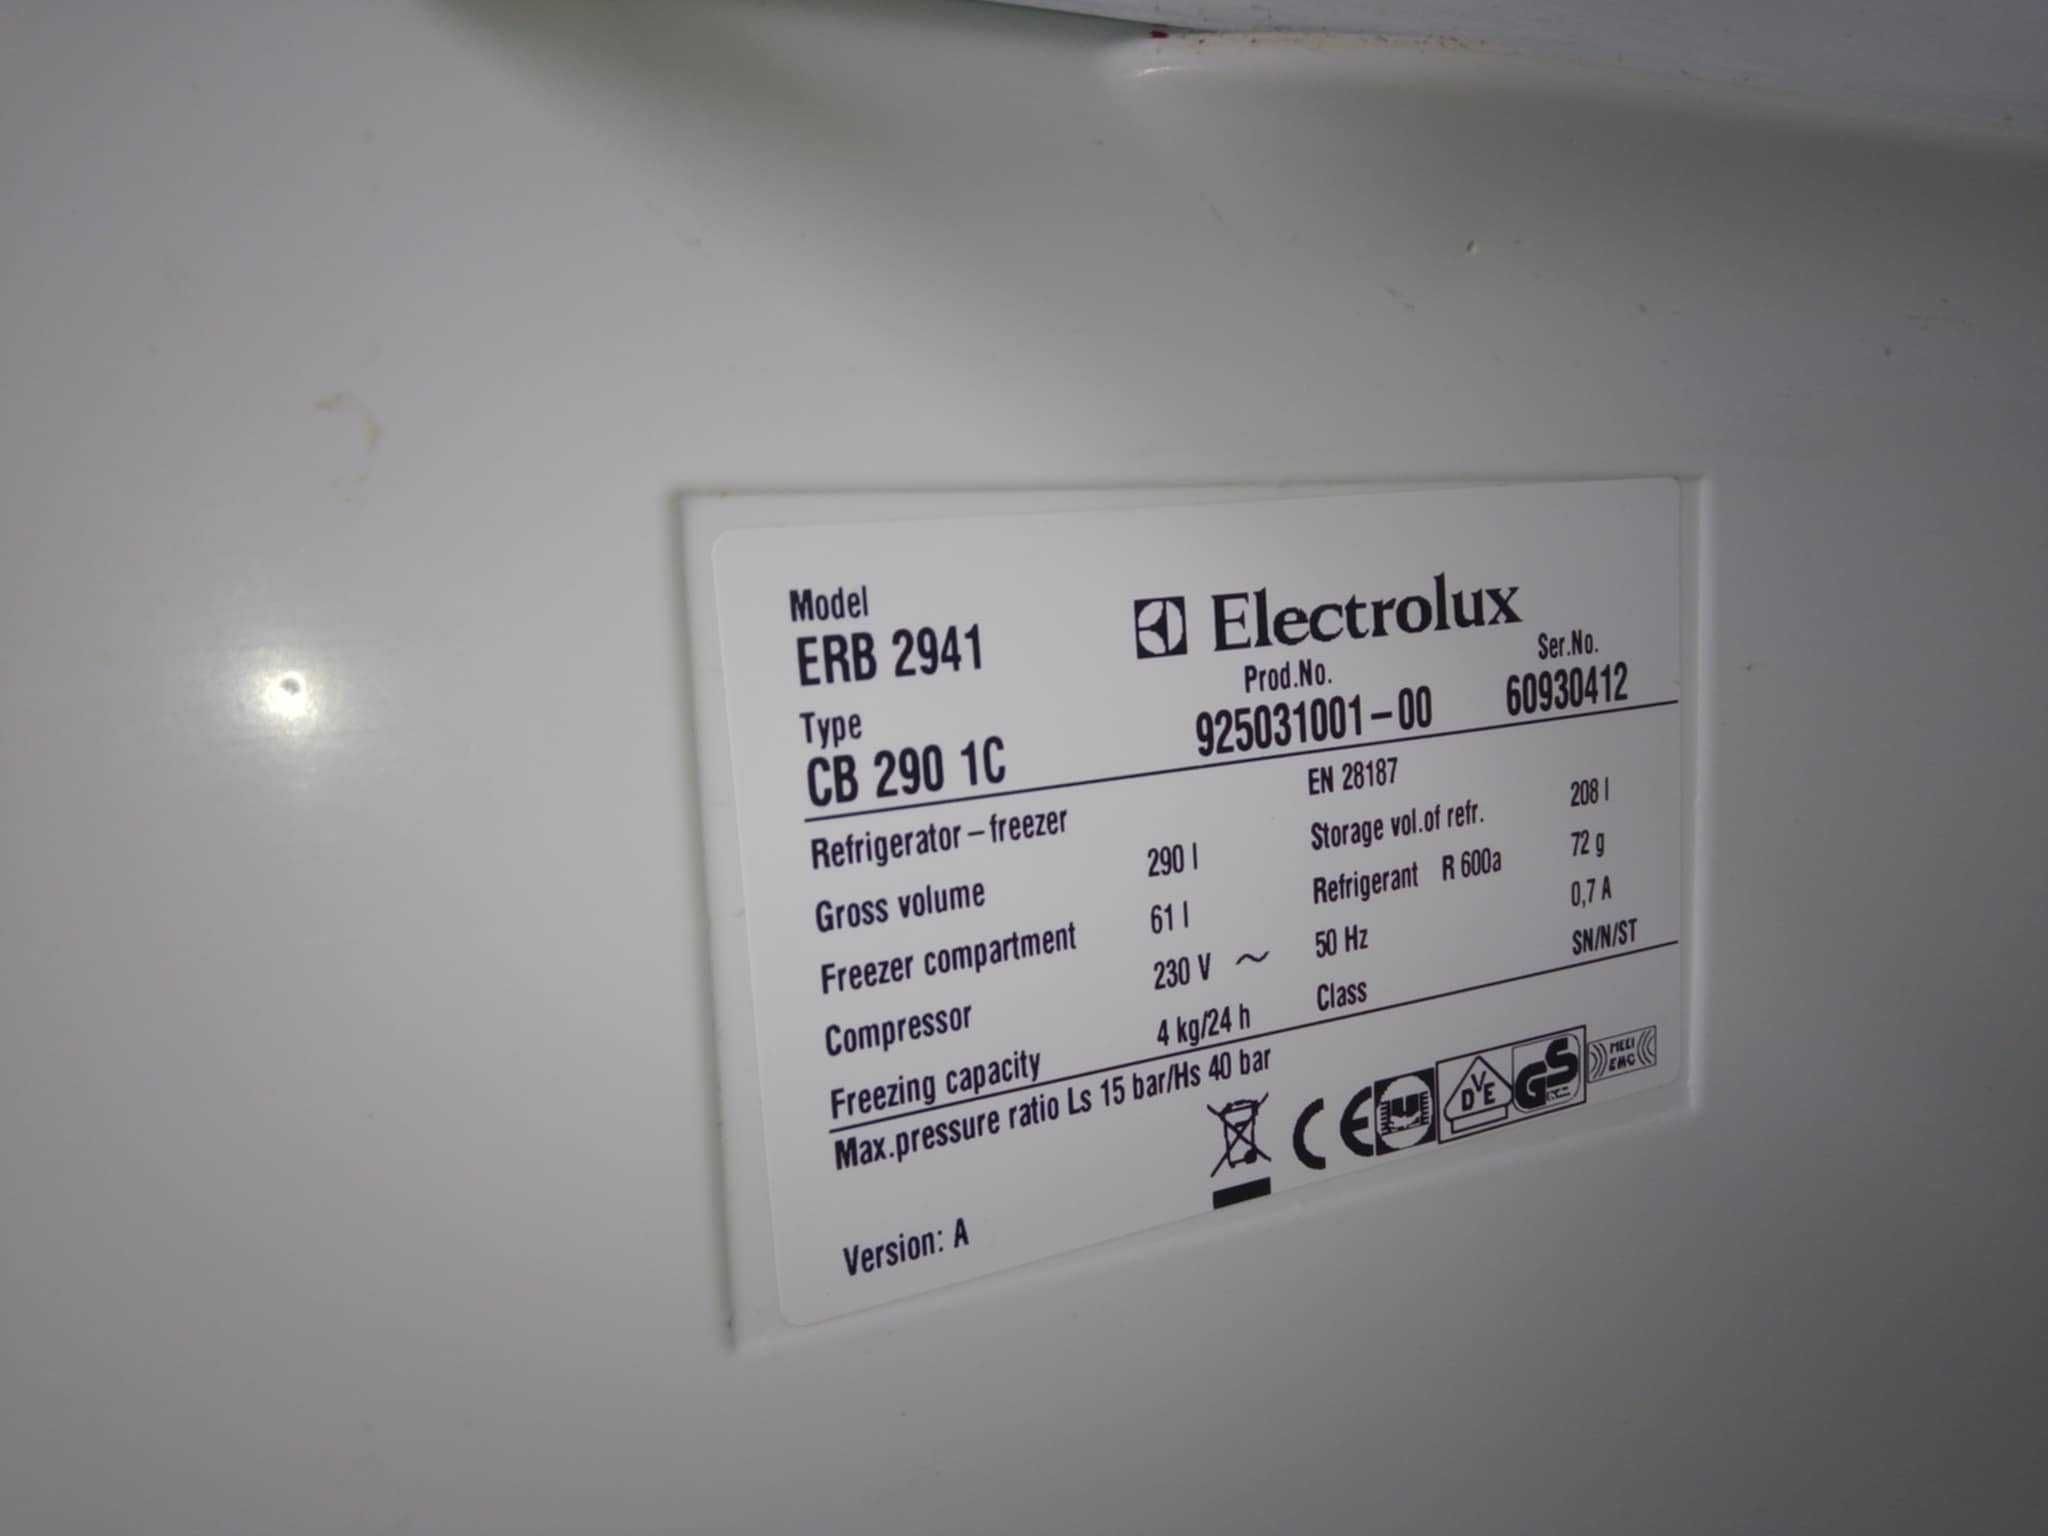 Model
ERB 2941
Electrolux
Type
CB 290 1C
Prod.No.
925031001-00
Ser.No.
60930412
Refrigerator-freezer
EN 28187
Gross volume 290 l
Storage vol.of refr. 208 l
Freezer compartment 61 l
Refrigerant R 600a 72 g
Compressor 230 V ~
50 Hz 0,7 A
Freezing capacity 4 kg/24 h
Class SN/N/ST
Max.pressure ratio Ls 15 bar/Hs 40 bar
CE
DVE
GS
MEEI
EMC
Version: A